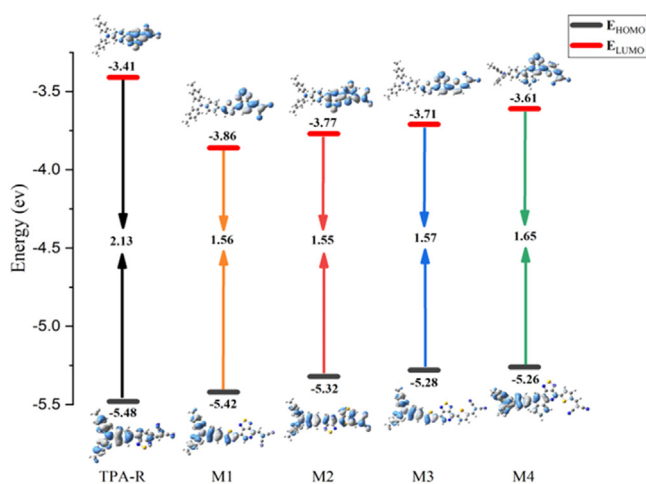 E_HOMO
E_LUMO
-3.41
-3.86
-3.77
-3.71
-3.61
-3.5
-4.0
-4.5
-5.0
-5.5
Energy (ev)
2.13
1.56
1.55
1.57
1.65
-5.48
-5.42
-5.32
-5.28
-5.26
TPA-R
M1
M2
M3
M4